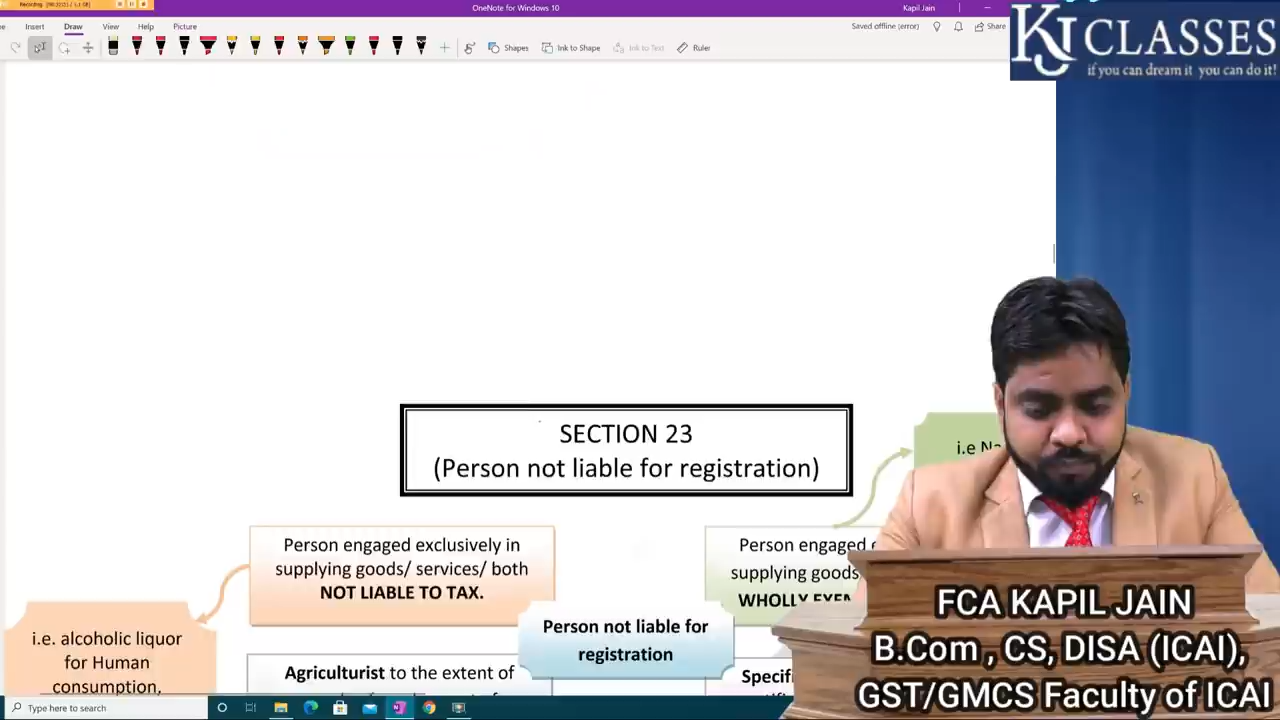 OneNote for Windows 10
Kapil Jain
Insert
Draw
View
Help
Picture
Saved offline (error)
Share
Shapes
Ink to Shape
Ink to Text
Ruler
KJ CLASSES
if you can dream it you can do it!
SECTION 23
(Person not liable for registration)
i.e
Person engaged exclusively in
supplying goods/ services/ both
NOT LIABLE TO TAX.
Person engaged
supplying goods
WHOLLY
Person not liable for
registration
i.e. alcoholic liquor
for Human
consumption,
Agriculturist to the extent of
FCA KAPIL JAIN
B.Com , CS, DISA (ICAI),
GST/GMCS Faculty of ICAI
Type here to search